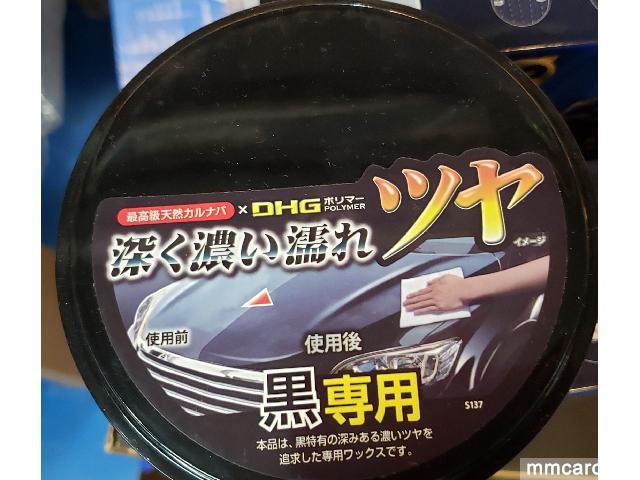 最高級天然カルナバ × DHG ポリマー POLYMER
深く濃い濡れツヤ
イメージ
使用前
使用後
黒専用
S137
本品は、黒特有の深みある濃いツヤを
追求した専用ワックスです。
mmcard